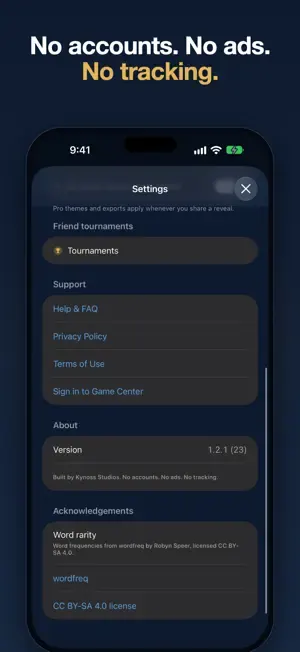 No accounts. No ads.
No tracking.
9:41
Settings
Pro themes and exports apply whenever you share a reveal.
Friend tournaments
Tournaments
Support
Help & FAQ
Privacy Policy
Terms of Use
Sign in to Game Center
About
Version 1.2.1 (23)
Built by Kynsss Studios. No accounts. No ads. No tracking.
Acknowledgements
Word rarity
Word frequencies from wordfreq by Robyn Speer, licensed CC BY-
SA 4.0.
wordfreq
CC BY-SA 4.0 license